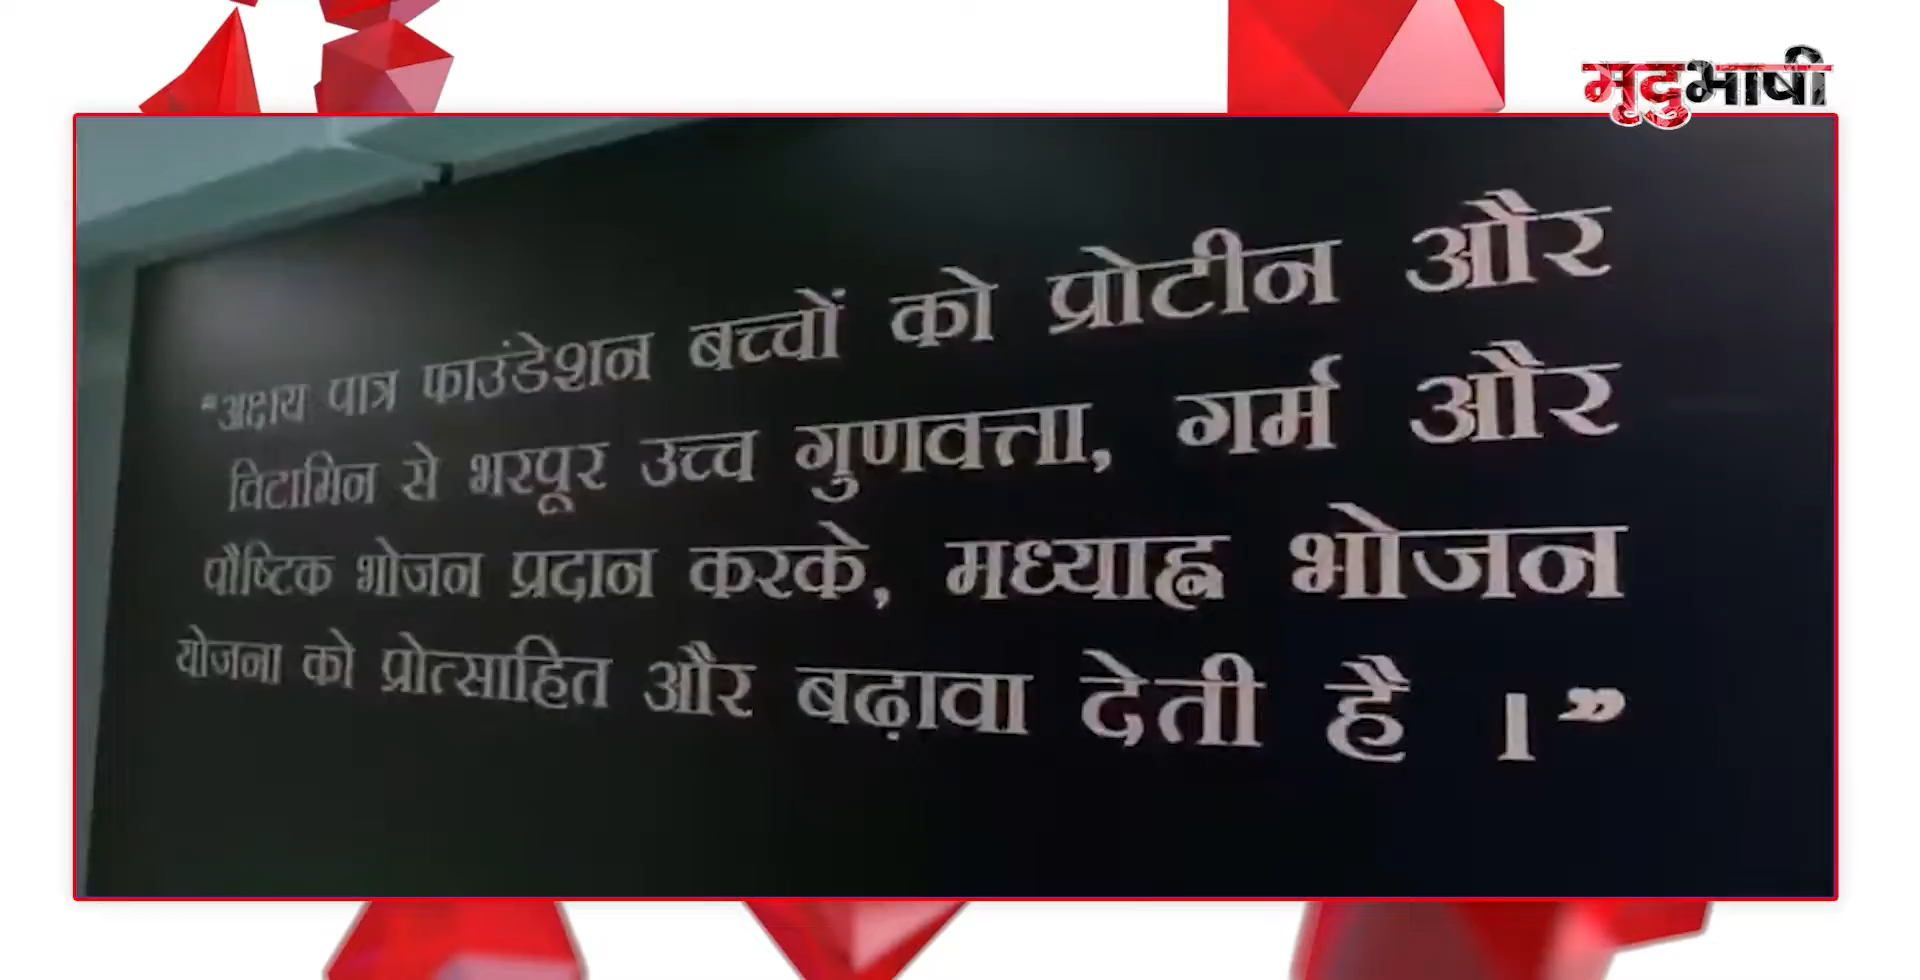 मृदुभाषी
“अक्षय पात्र फाउंडेशन बच्चों को प्रोटीन और
विटामिन से भरपूर उच्च गुणवत्ता, गर्म और
पौष्टिक भोजन प्रदान करके, मध्याह्न भोजन
योजना को प्रोत्साहित और बढ़ावा देती है ।”